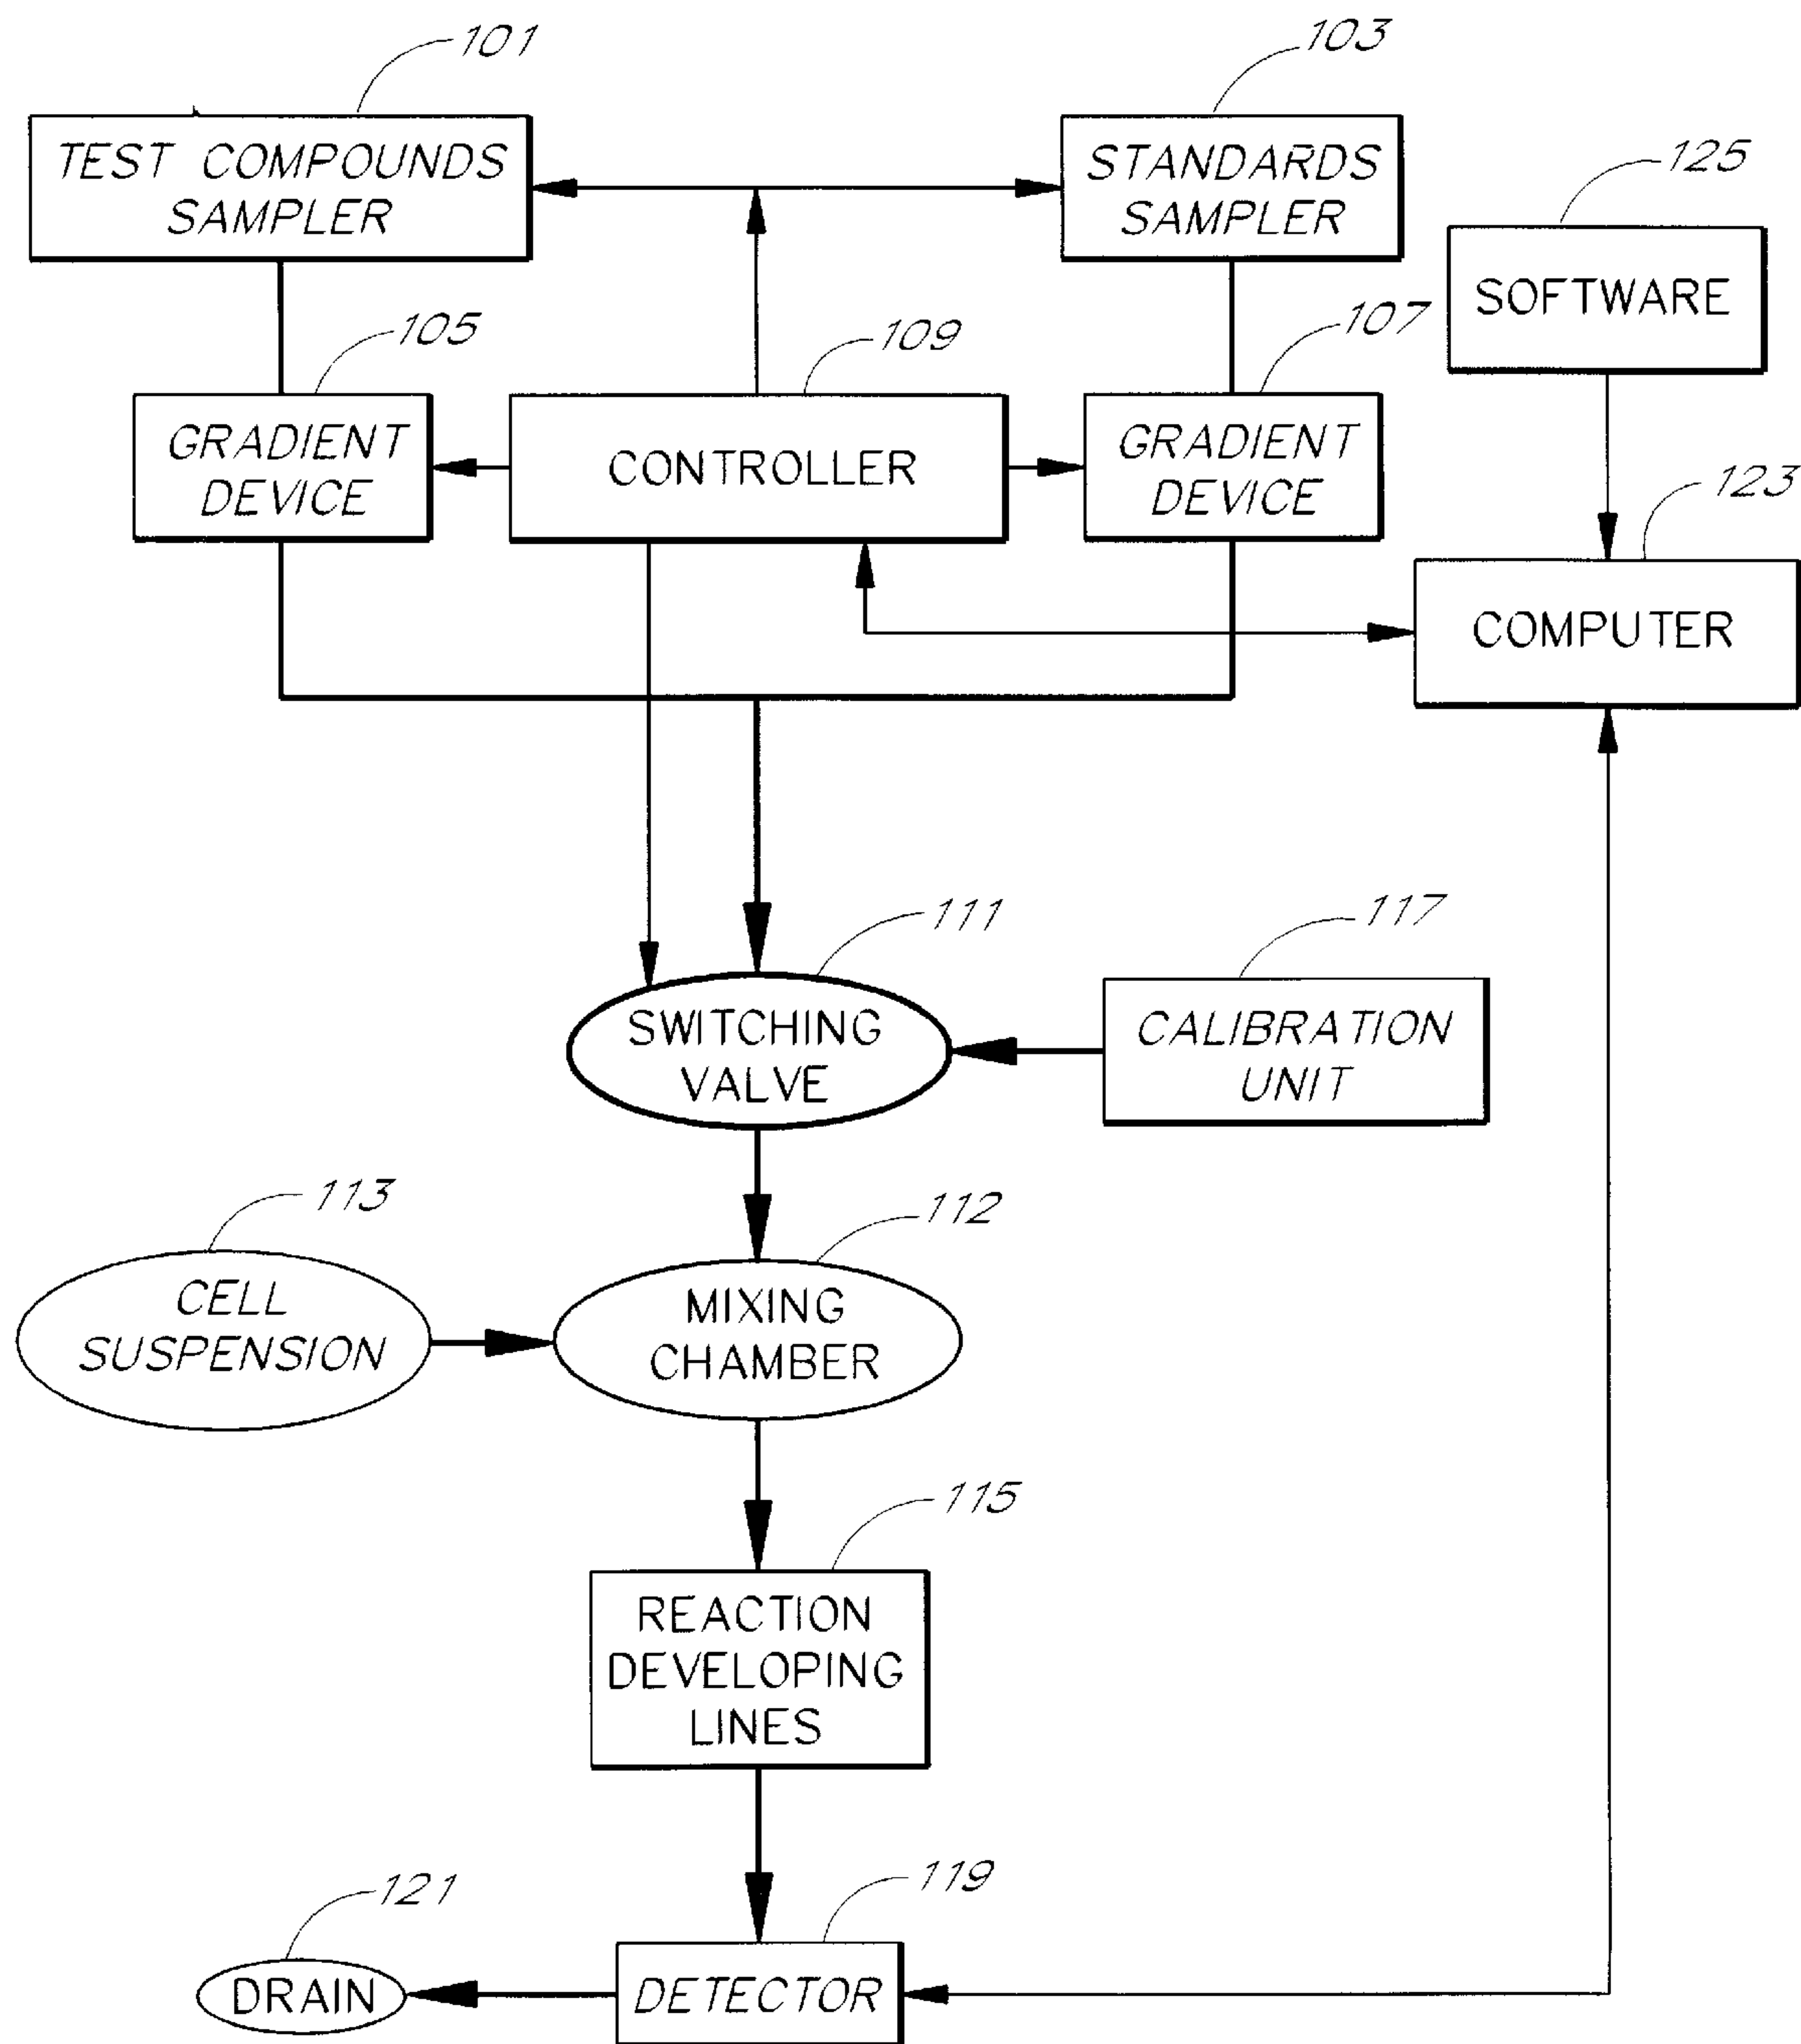 101
103
TEST COMPOUNDS
SAMPLER
STANDARDS
SAMPLER
125
SOFTWARE
105
109
107
GRADIENT
DEVICE
CONTROLLER
GRADIENT
DEVICE
123
COMPUTER
111
117
SWITCHING
VALVE
CALIBRATION
UNIT
113
112
CELL
SUSPENSION
MIXING
CHAMBER
115
REACTION
DEVELOPING
LINES
121
119
DRAIN
DETECTOR